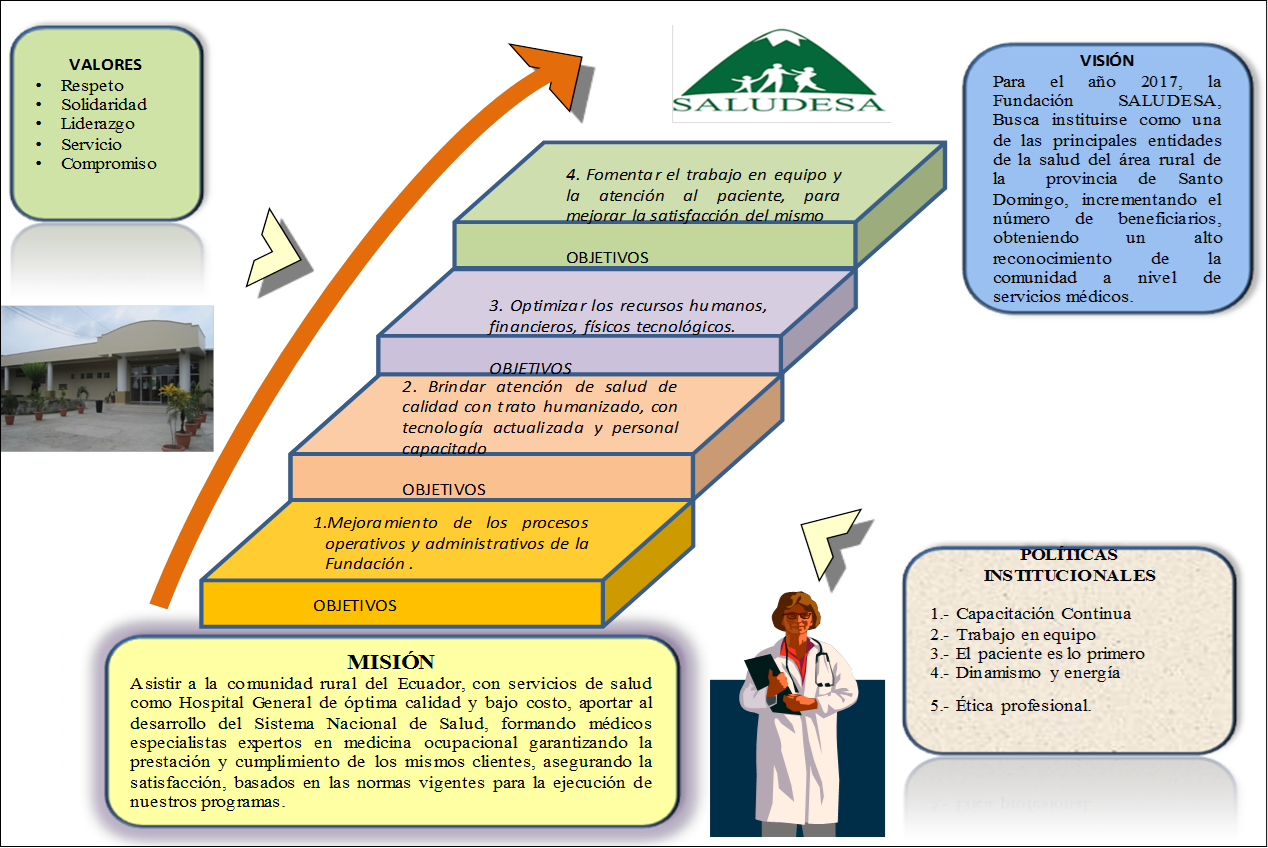 VALORES
• Respeto
• Solidaridad
• Liderazgo
• Servicio
• Compromiso
SALUDESA
VISIÓN
Para el año 2017, la
Fundación SALUDESA,
Busca instituirse como una
de las principales entidades
de la salud del área rural de
la provincia de Santo
Domingo, incrementando el
número de beneficiarios,
obteniendo un alto
reconocimiento de la
comunidad a nivel de
servicios médicos.
4. Fomentar el trabajo en equipo y
la atención al paciente, para
mejorar la satisfacción del mismo
OBJETIVOS
3. Optimizar los recursos humanos,
financieros, físicos tecnológicos.
OBJETIVOS
2. Brindar atención de salud de
calidad con trato humanizado, con
tecnología actualizada y personal
capacitado
OBJETIVOS
1.Mejoramiento de los procesos
operativos y administrativos de la
Fundación .
OBJETIVOS
MISIÓN
Asistir a la comunidad rural del Ecuador, con servicios de salud
como Hospital General de óptima calidad y bajo costo, aportar al
desarrollo del Sistema Nacional de Salud, formando médicos
especialistas expertos en medicina ocupacional garantizando la
prestación y cumplimiento de los mismos clientes, asegurando la
satisfacción, basados en las normas vigentes para la ejecución de
nuestros programas.
POLÍTICAS
INSTITUCIONALES
1.- Capacitación Continua
2.- Trabajo en equipo
3.- El paciente es lo primero
4.- Dinamismo y energía
5.- Ética profesional.